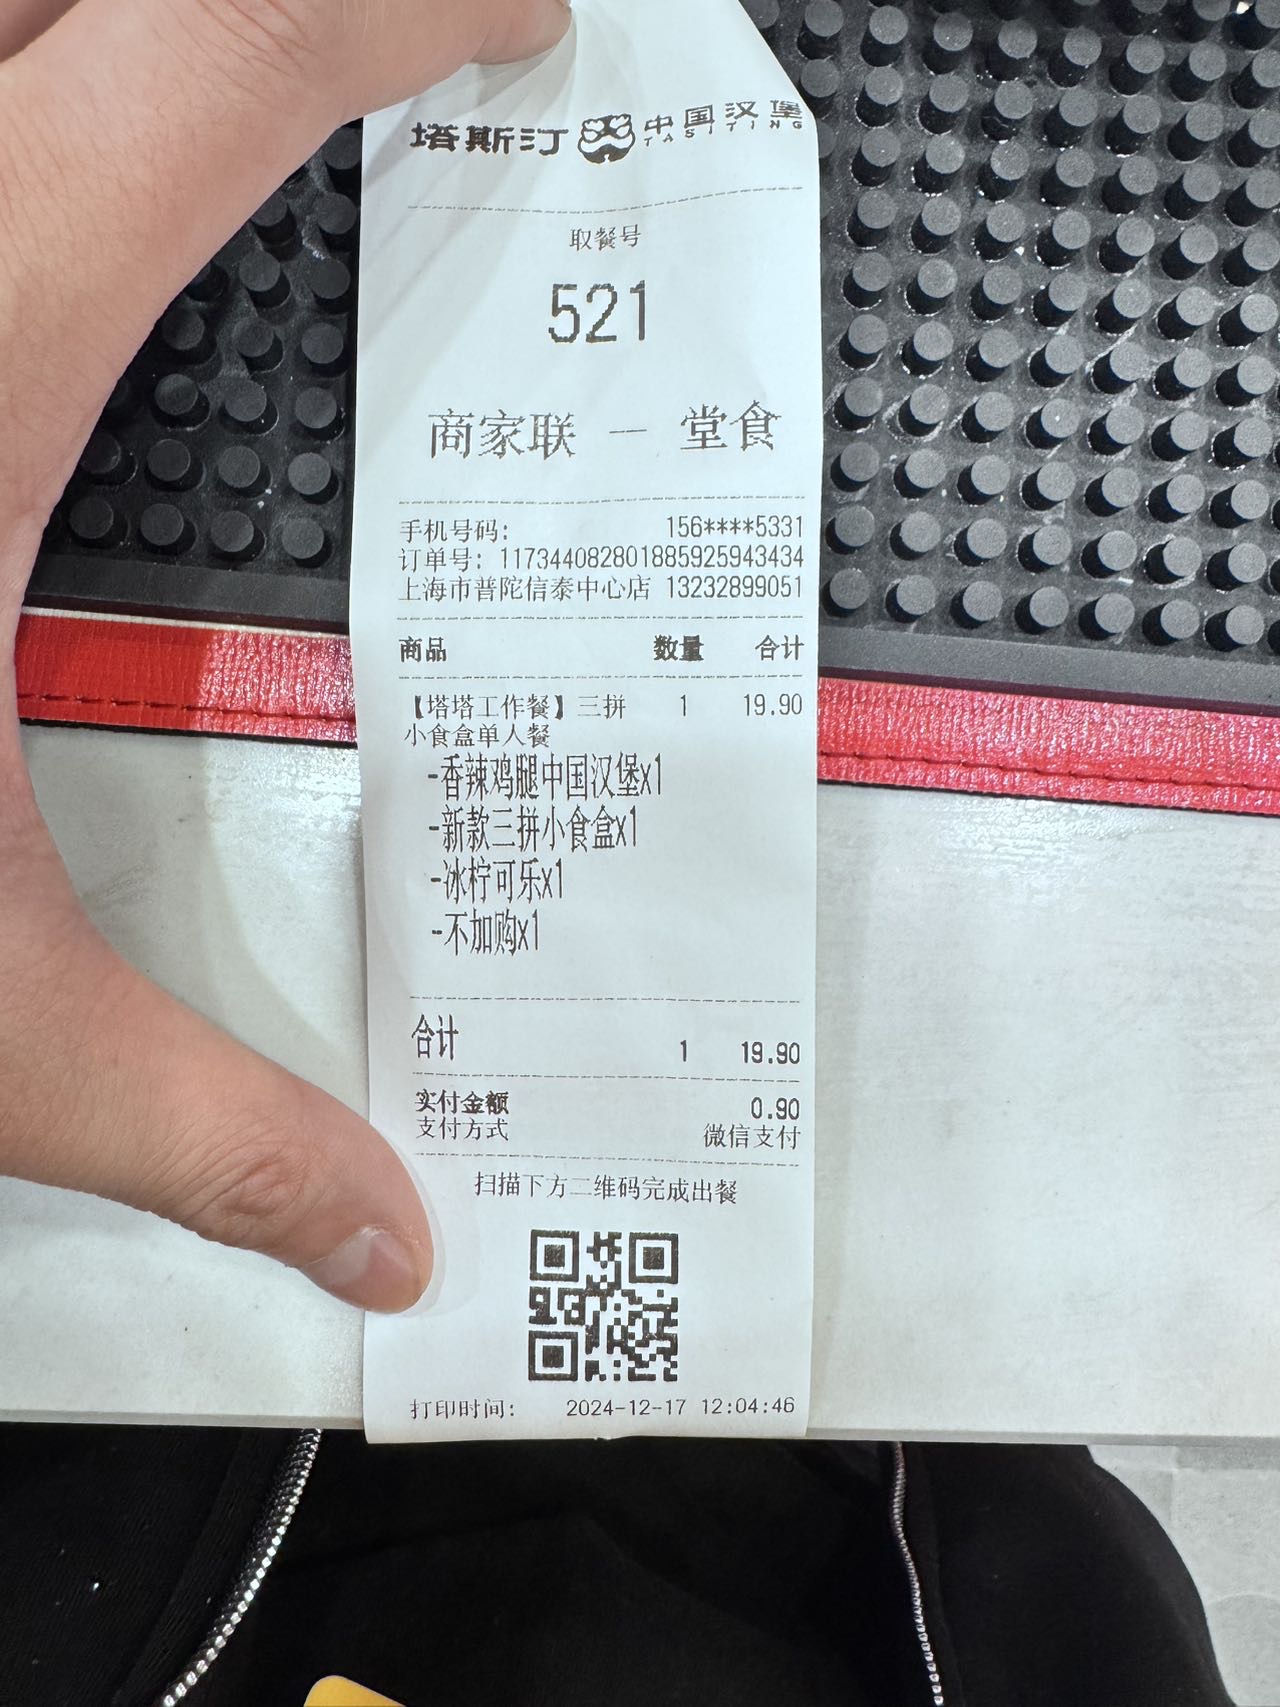 塔斯汀 中国汉堡
TASITING
取餐号
521
商家联 — 堂食
手机号码: 156****5331
订单号: 117344082801885925943434
上海市普陀信泰中心店 13232899051
商品 数量 合计
【塔塔工作餐】三拼 1 19.90
小食盒单人餐
-香辣鸡腿中国汉堡x1
-新款三拼小食盒x1
-冰柠可乐x1
-不加购x1
合计 1 19.90
实付金额 0.90
支付方式 微信支付
扫描下方二维码完成出餐
打印时间: 2024-12-17 12:04:46